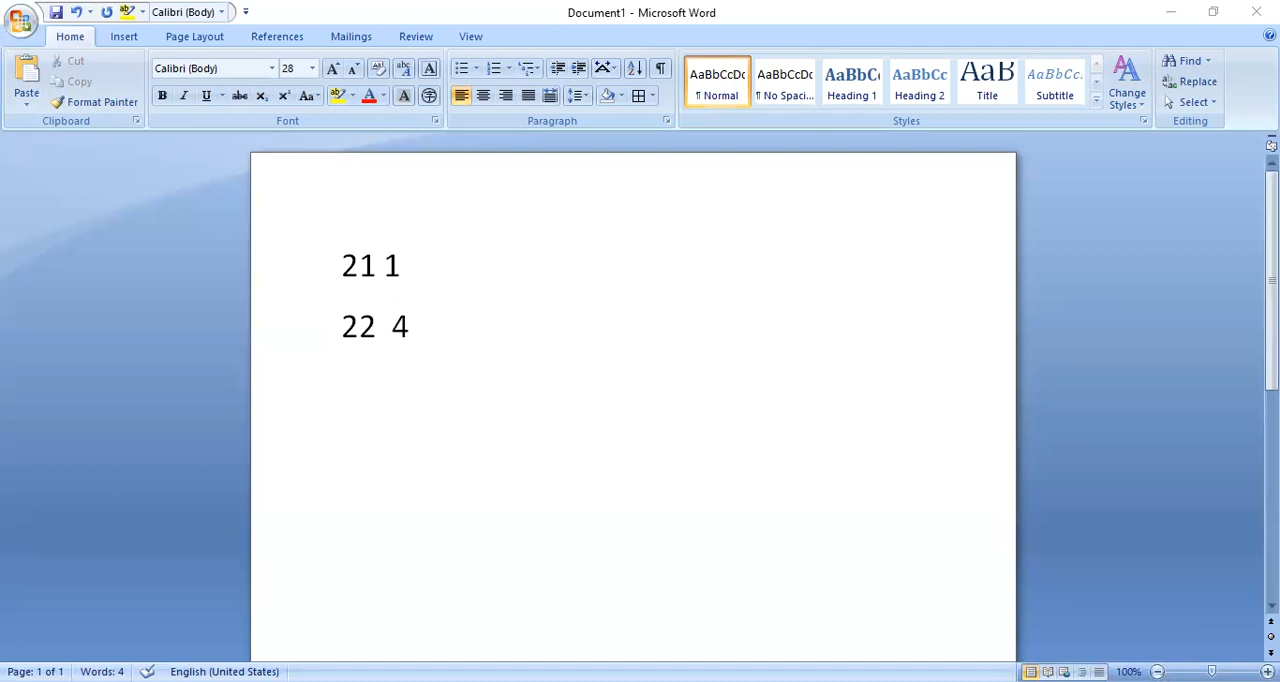 Calibri (Body)
Document1 - Microsoft Word
Home Insert Page Layout References Mailings Review View
Paste
Cut
Copy
Format Painter
Clipboard
Calibri (Body) 28
Font
Paragraph
AaBbCcDc AaBbCcDc AaBbCc AaBbCc AaB AaBbCc.
¶ Normal ¶ No Spaci... Heading 1 Heading 2 Title Subtitle
Change Styles
Styles
Find
Replace
Select
Editing
21 1
22  4
Page: 1 of 1 Words: 4 English (United States) 100%